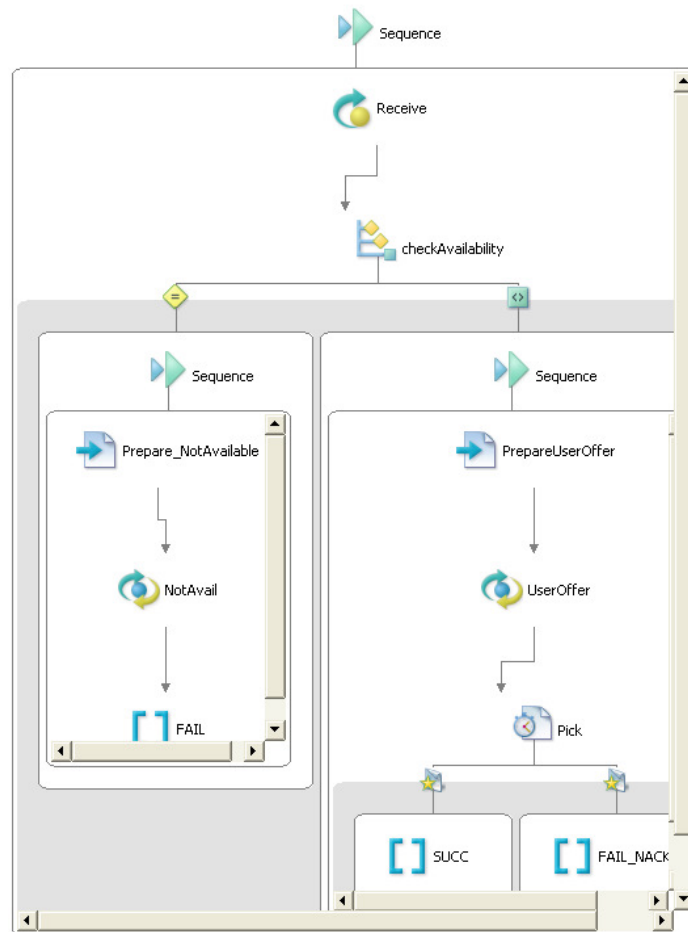 Sequence
Receive
checkAvailability
=
<>
Sequence
Sequence
Prepare_NotAvailable
PrepareUserOffer
NotAvail
UserOffer
FAIL
Pick
SUCC
FAIL_NACK